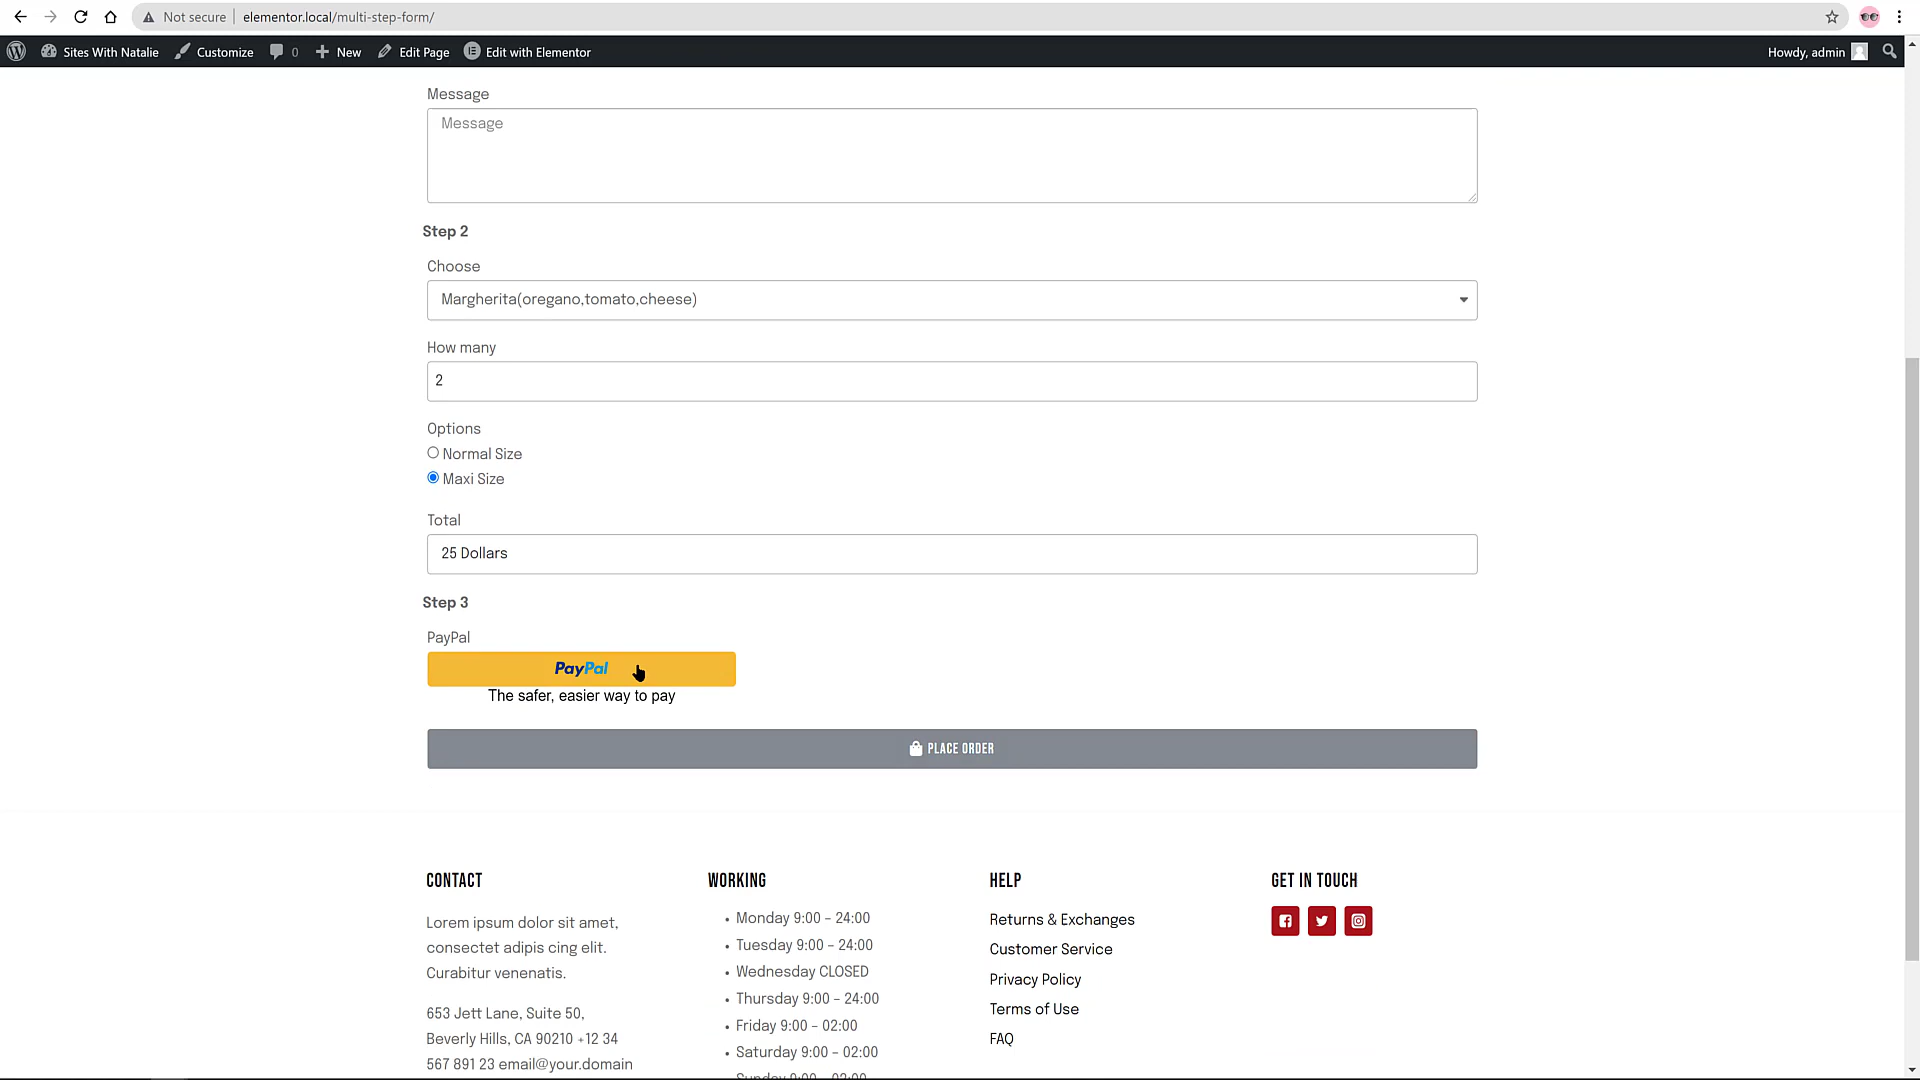 Not secure elementor.local/multi-step-form/
Sites With Natalie Customize 0 New Edit Page Edit with Elementor Howdy, admin
Message
Message
Step 2
Choose
Margherita(oregano,tomato,cheese)
How many
2
Options
Normal Size
Maxi Size
Total
25 Dollars
Step 3
PayPal
PayPal
The safer, easier way to pay
PLACE ORDER
CONTACT
Lorem ipsum dolor sit amet,
consectetur adipis cing elit.
Curabitur venenatis.
653 Jett Lane, Suite 50,
Beverly Hills, CA 90210 +12 34
567 891 23 email@your.domain
WORKING
• Monday 9:00 – 24:00
• Tuesday 9:00 – 24:00
• Wednesday CLOSED
• Thursday 9:00 – 24:00
• Friday 9:00 – 02:00
• Saturday 9:00 – 02:00
HELP
Returns & Exchanges
Customer Service
Privacy Policy
Terms of Use
FAQ
GET IN TOUCH